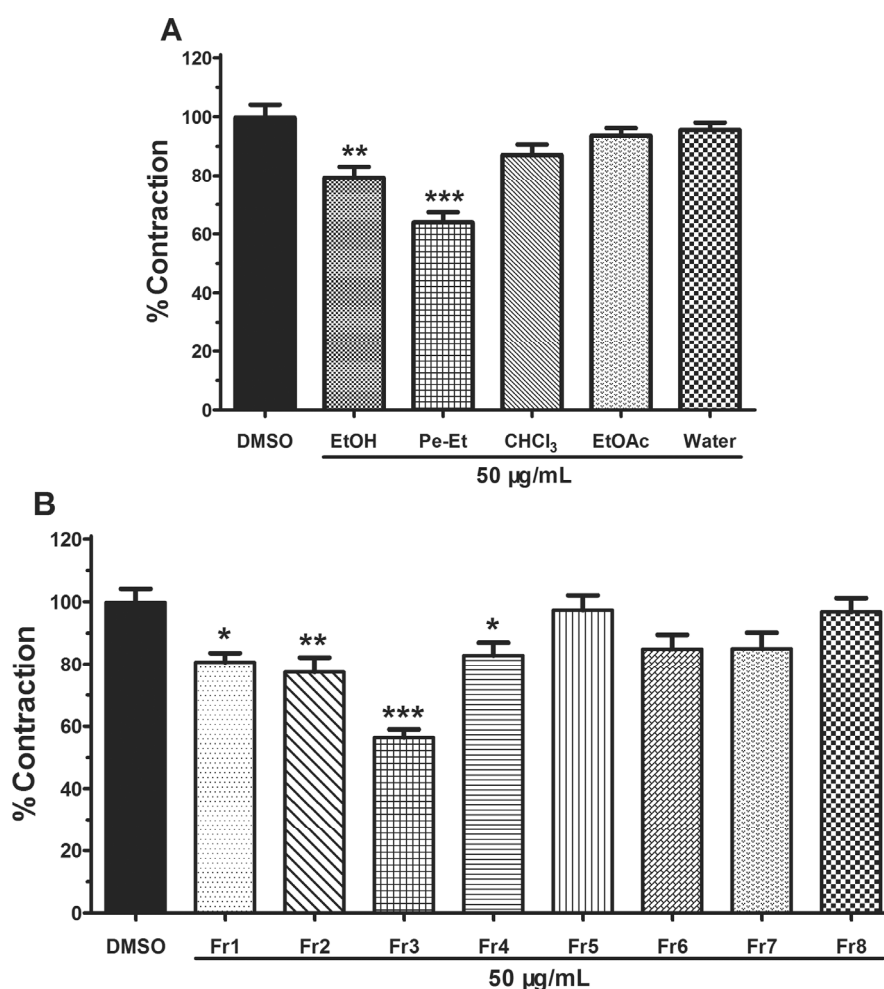 A
120
100
80
60
40
20
0
% Contraction
**
***
DMSO EtOH Pe-Et CHCl₃ EtOAc Water
50 µg/mL
B
120
100
80
60
40
20
0
% Contraction
*
**
***
*
DMSO Fr1 Fr2 Fr3 Fr4 Fr5 Fr6 Fr7 Fr8
50 µg/mL